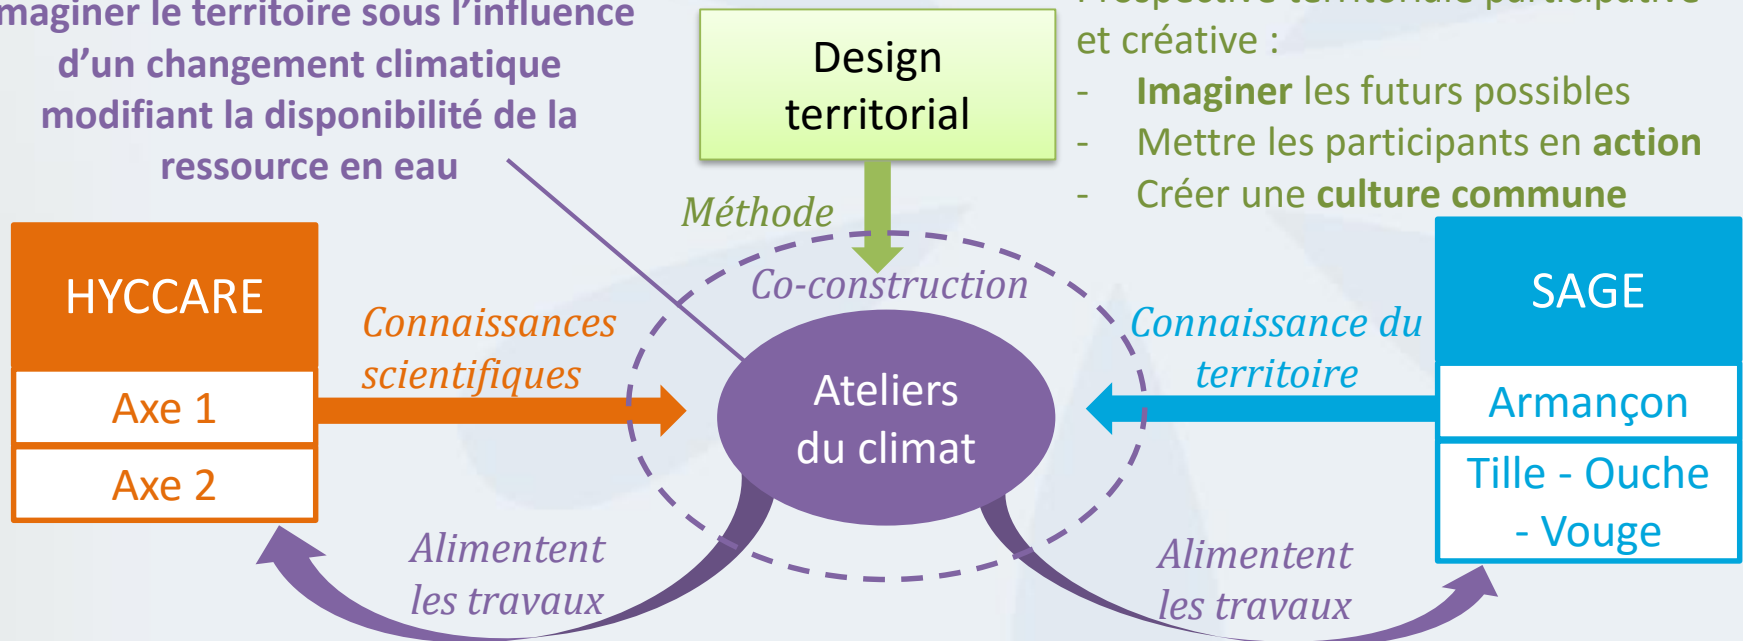 maginer le territoire sous l’influence
d’un changement climatique
modifiant la disponibilité de la
ressource en eau
Design
territorial
Prospective territoriale participative
et créative :
- Imaginer les futurs possibles
- Mettre les participants en action
- Créer une culture commune
Méthode
HYCCARE
Axe 1
Axe 2
Connaissances
scientifiques
Co-construction
Ateliers
du climat
Connaissance du
territoire
SAGE
Armançon
Tille - Ouche
- Vouge
Alimentent
les travaux
Alimentent
les travaux